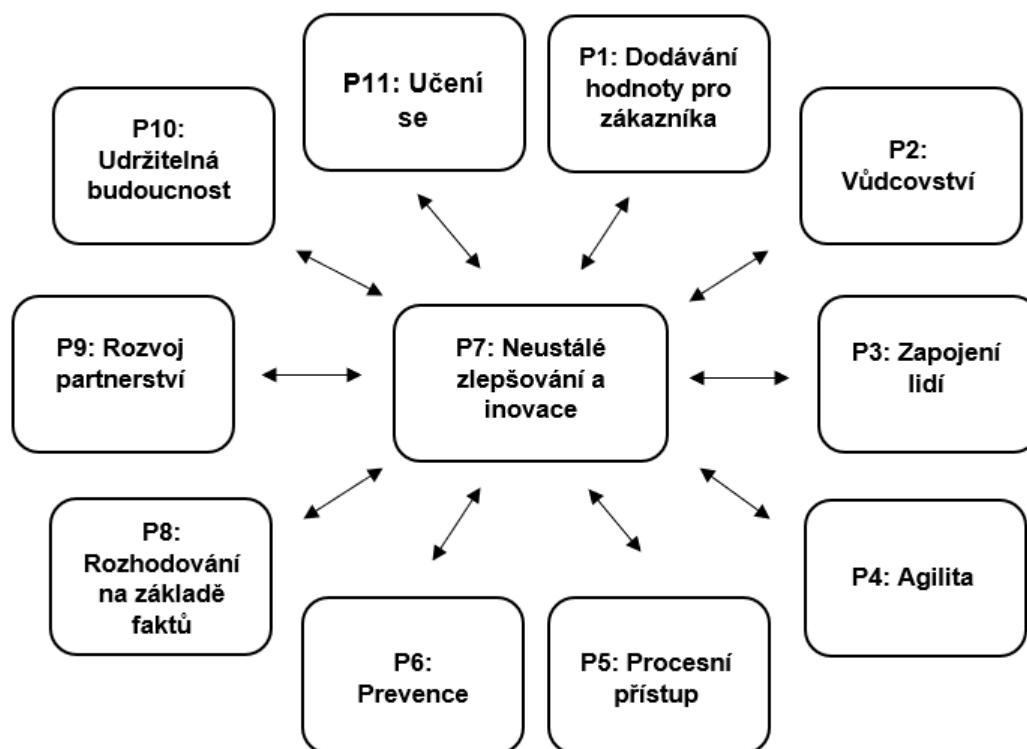 P11: Učení
se
P1: Dodávání
hodnoty pro
zákazníka
P10:
Udržitelná
budoucnost
P2:
Vůdcovství
P9: Rozvoj
partnerství
P7: Neustálé
zlepšování a
inovace
P3: Zapojení
lidí
P8:
Rozhodování
na základě
faktů
P4: Agilita
P6:
Prevence
P5: Procesní
přístup